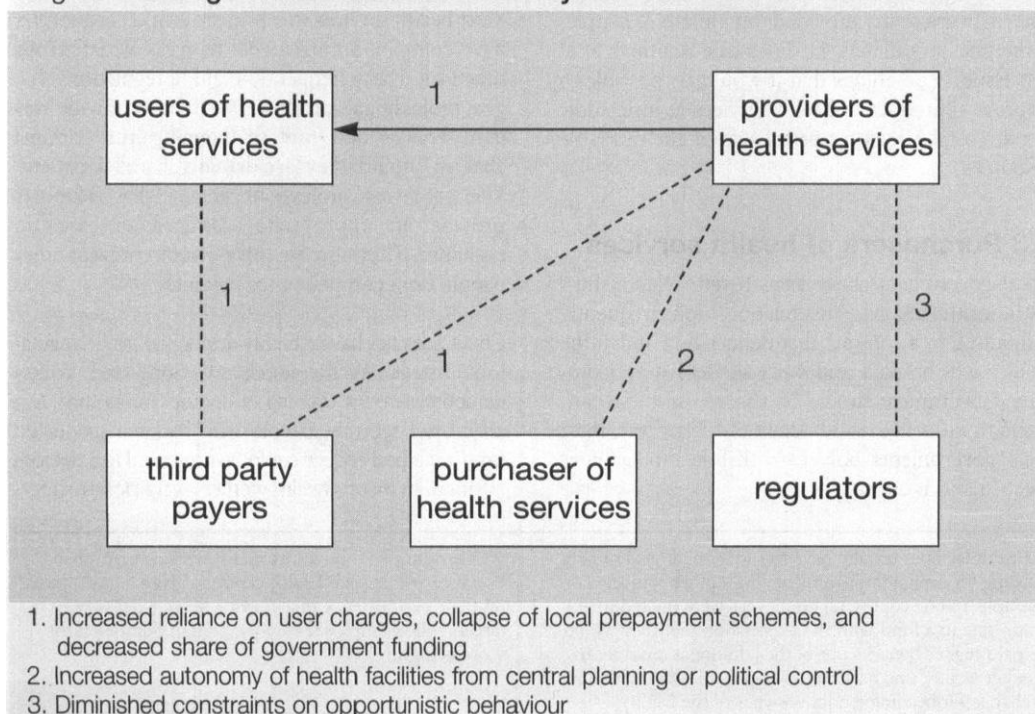 users of health
services
1
providers of
health services
1
1
2
3
third party
payers
purchaser of
health services
regulators
1. Increased reliance on user charges, collapse of local prepayment schemes, and
decreased share of government funding
2. Increased autonomy of health facilities from central planning or political control
3. Diminished constraints on opportunistic behaviour